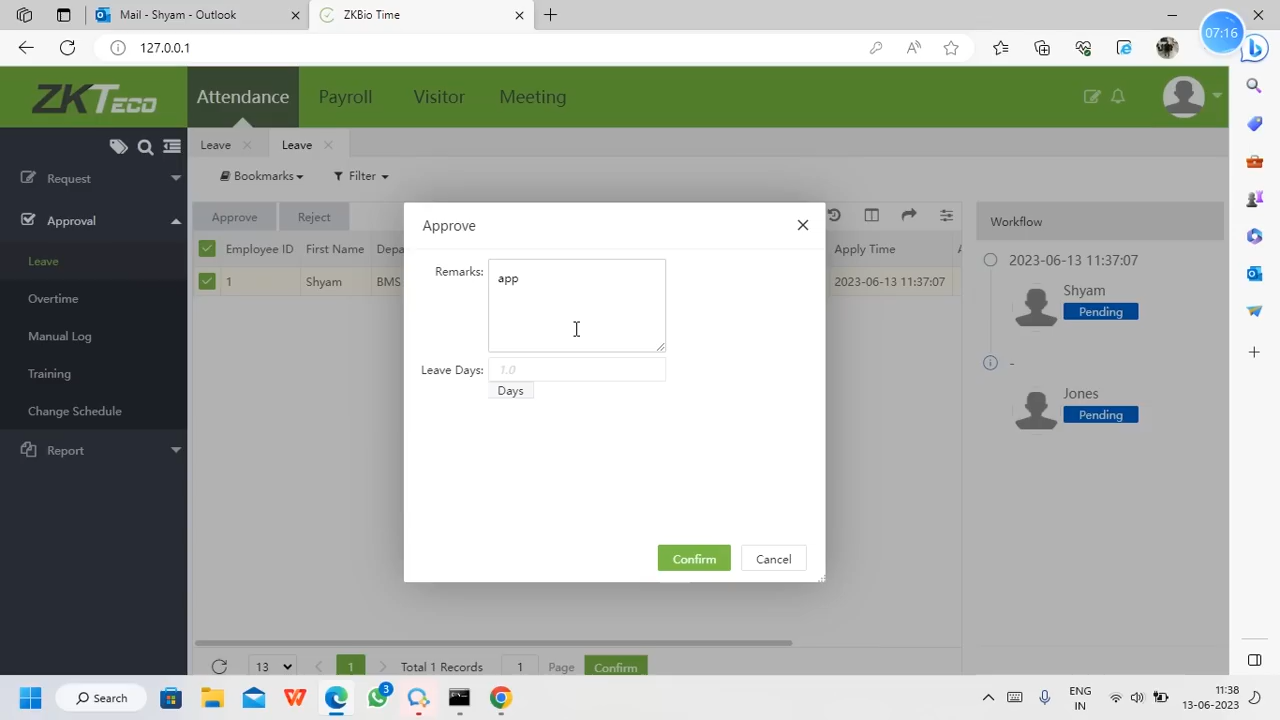 Mail - Shyam - Outlook
ZKBio Time
07:16
127.0.0.1
ZKTECO
Attendance
Payroll
Visitor
Meeting
Leave
Leave
Bookmarks
Filter
Request
Approval
Leave
Overtime
Manual Log
Training
Change Schedule
Report
Approve
Reject
Employee ID
First Name
Depa
Apply Time
A
1
Shyam
BMS
2023-06-13 11:37:07
Approve
Remarks:
app
Leave Days:
1.0
Days
Confirm
Cancel
Workflow
2023-06-13 11:37:07
Shyam
Pending
-
Jones
Pending
13
1
Total 1 Records
1
Page
Confirm
Search
3
ENG
IN
11:38
13-06-2023